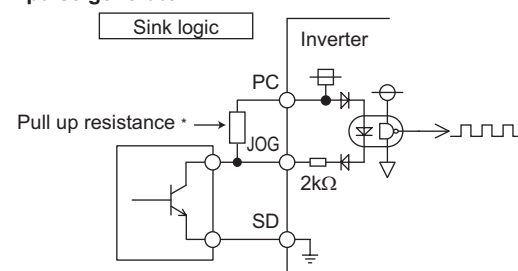 Sink logic
Inverter
PC
Pull up resistance *
JOG
2kΩ
SD